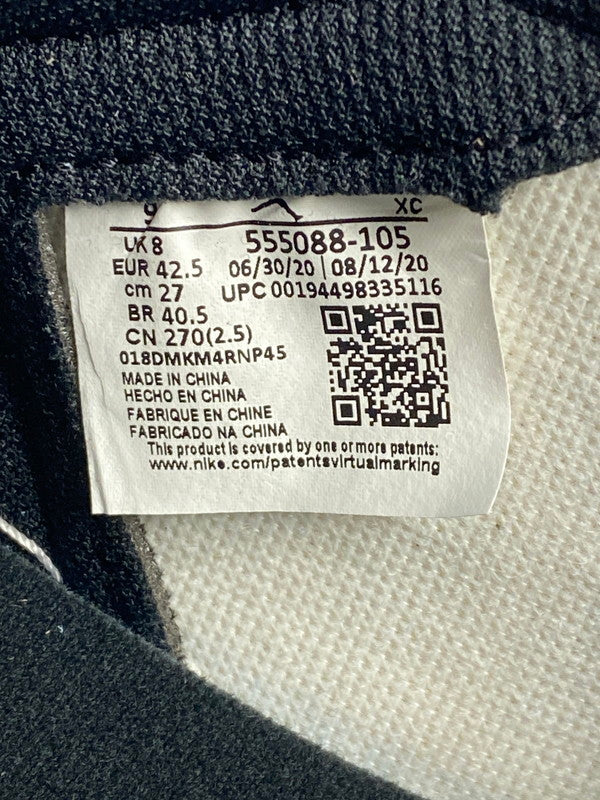 9 XC
UK 8 555088-105
EUR 42.5 06/30/20 | 08/12/20
cm 27 UPC 00194498335116
BR 40.5
CN 270(2.5)
018DMKM4RNP45
MADE IN CHINA
HECHO EN CHINA
FABRIQUE EN CHINE
FABRICADO NA CHINA
This product is covered by one or more patents:
www.nike.com/patentsvirtualmarking